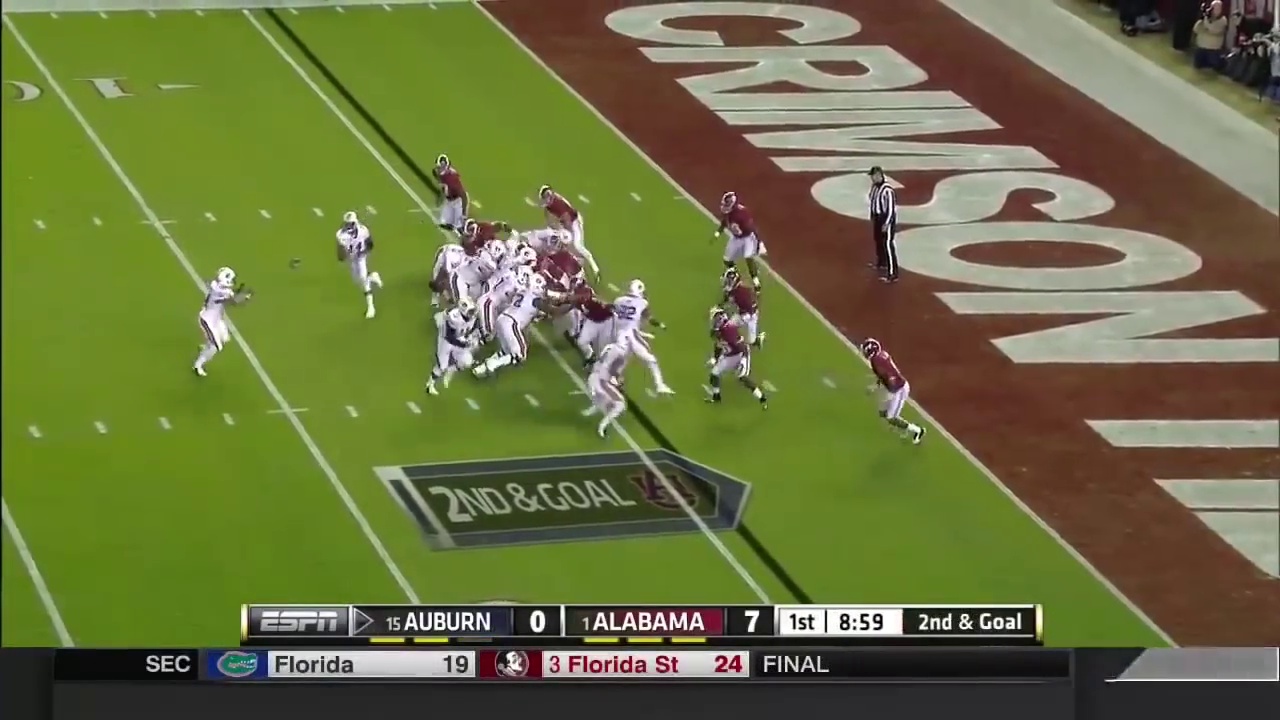 CRIMSON TI
2ND & GOAL
ESPN 15 AUBURN 0 1 ALABAMA 7 1st 8:59 2nd & Goal
SEC Florida 19 3 Florida St 24 FINAL